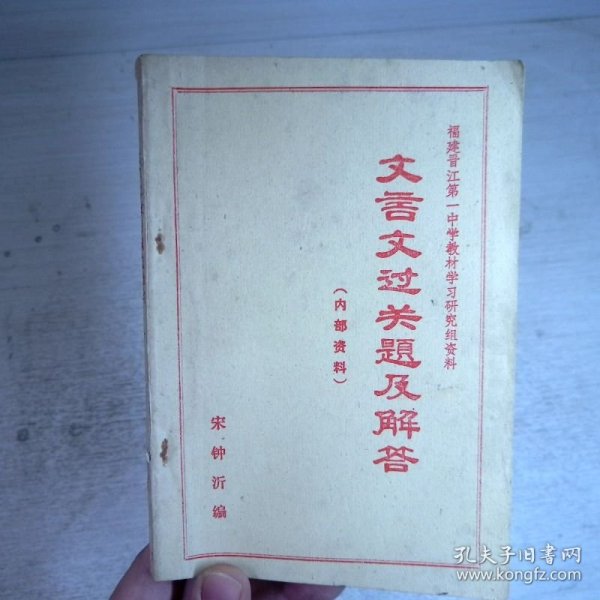 福建晋江第一中学教材学习研究组资料
文言文过关题及解答
（内部资料）
宋钟沂编
孔夫子旧书网
www.kongfz.com